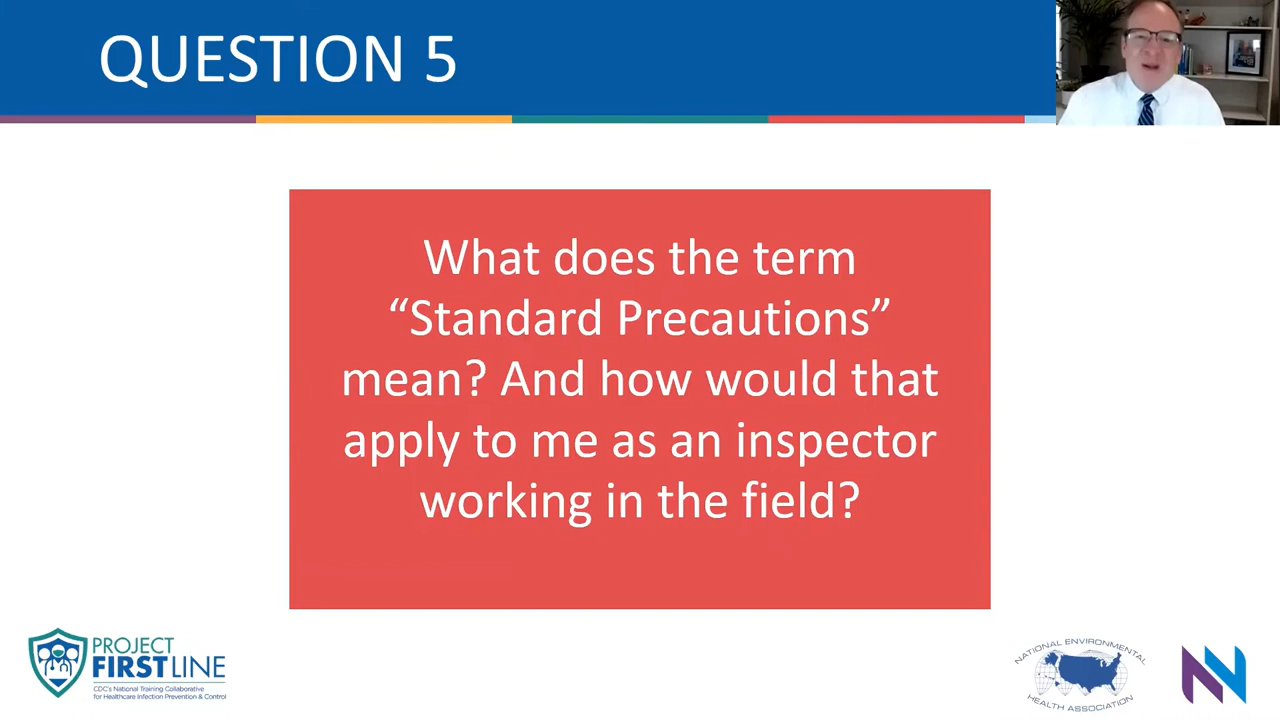 QUESTION 5
What does the term
“Standard Precautions”
mean? And how would that
apply to me as an inspector
working in the field?
PROJECT
FIRSTLINE
CDC's National Training Collaborative
for Healthcare Infection Prevention & Control
NATIONAL ENVIRONMENTAL
HEALTH ASSOCIATION